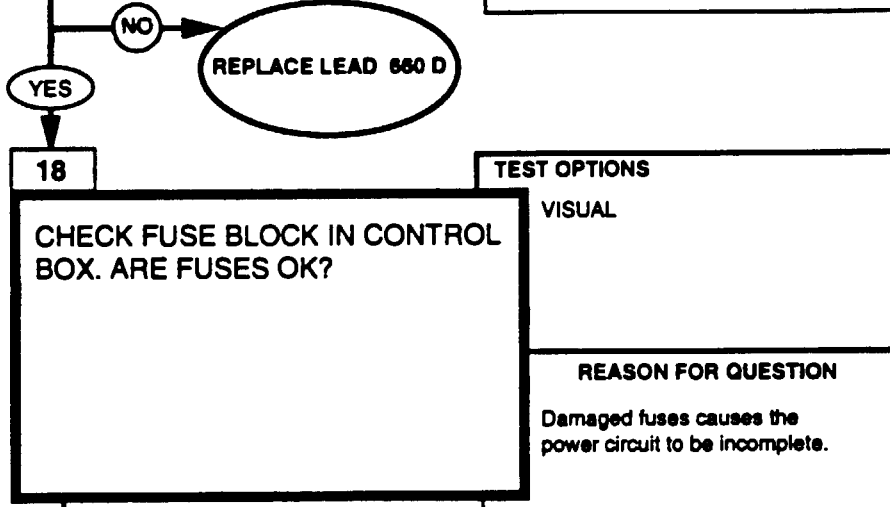 NO
REPLACE LEAD 660 D
YES
18
TEST OPTIONS
VISUAL
CHECK FUSE BLOCK IN CONTROL
BOX. ARE FUSES OK?
REASON FOR QUESTION
Damaged fuses causes the
power circuit to be incomplete.